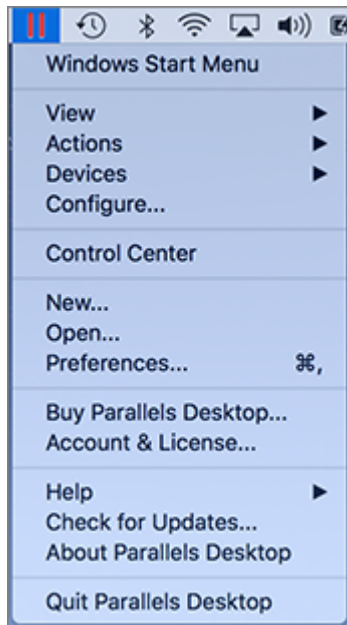 Windows Start Menu
View
Actions
Devices
Configure...
Control Center
New...
Open...
Preferences... ⌘,
Buy Parallels Desktop...
Account & License...
Help
Check for Updates...
About Parallels Desktop
Quit Parallels Desktop